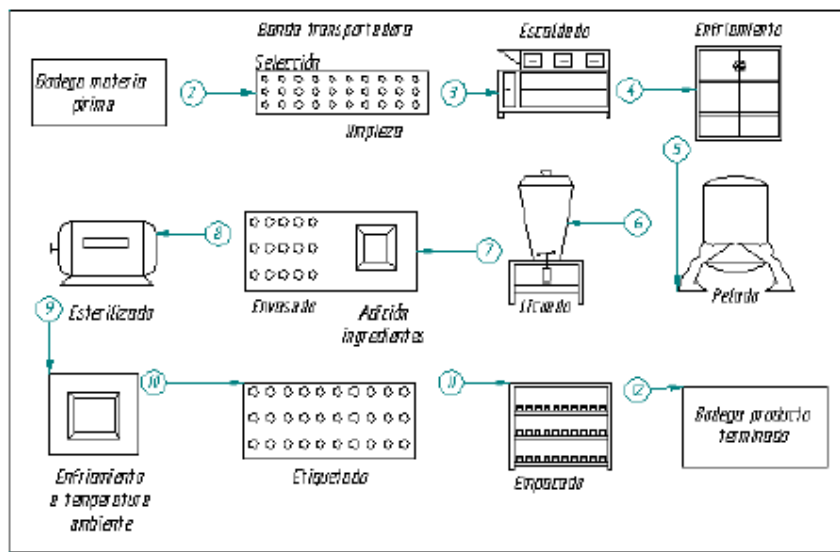 Bodega materia
pirima
2
Banda transportadora
Selección
Limpieza
3
Escaldado
4
Enfriamiento
5
Pelado
6
Licuado
7
Adición
ingredientes
Envasado
8
Esterilizado
9
Enfriamiento
a temperatura
ambiente
10
Etiquetado
11
Empacado
12
Bodega producto
terminado